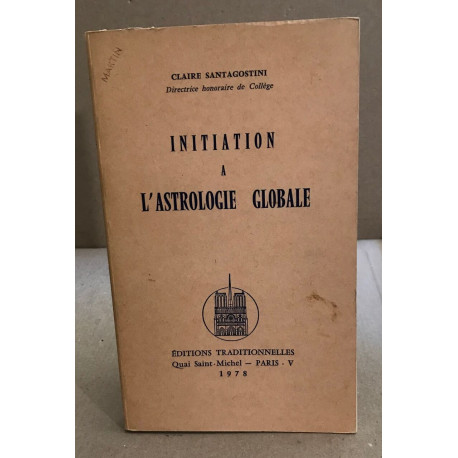 MARTIN
CLAIRE SANTAGOSTINI
Directrice honoraire de Collège
INITIATION
A
L'ASTROLOGIE GLOBALE
ÉDITIONS TRADITIONNELLES
Quai Saint-Michel — PARIS - V
1978